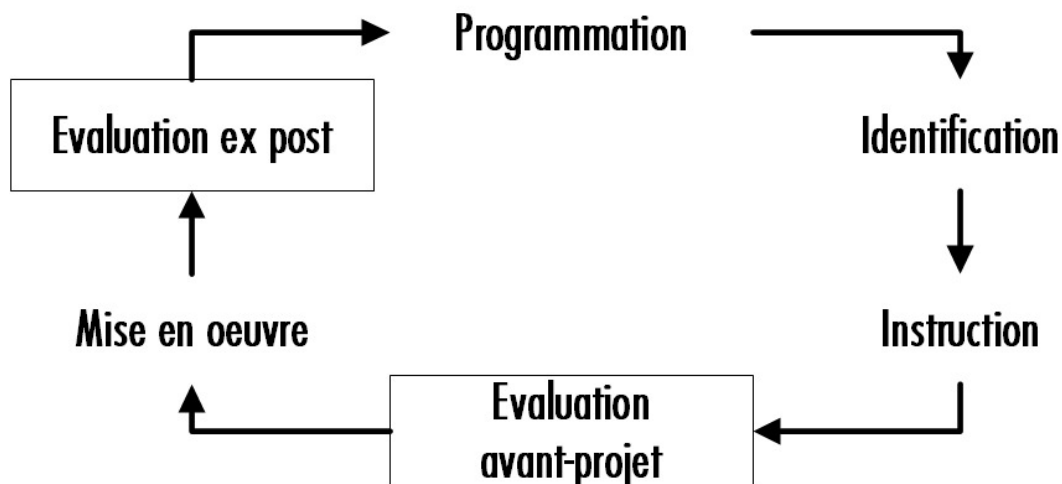 Programmation
Evaluation ex post
Identification
Mise en oeuvre
Instruction
Evaluation
avant-projet